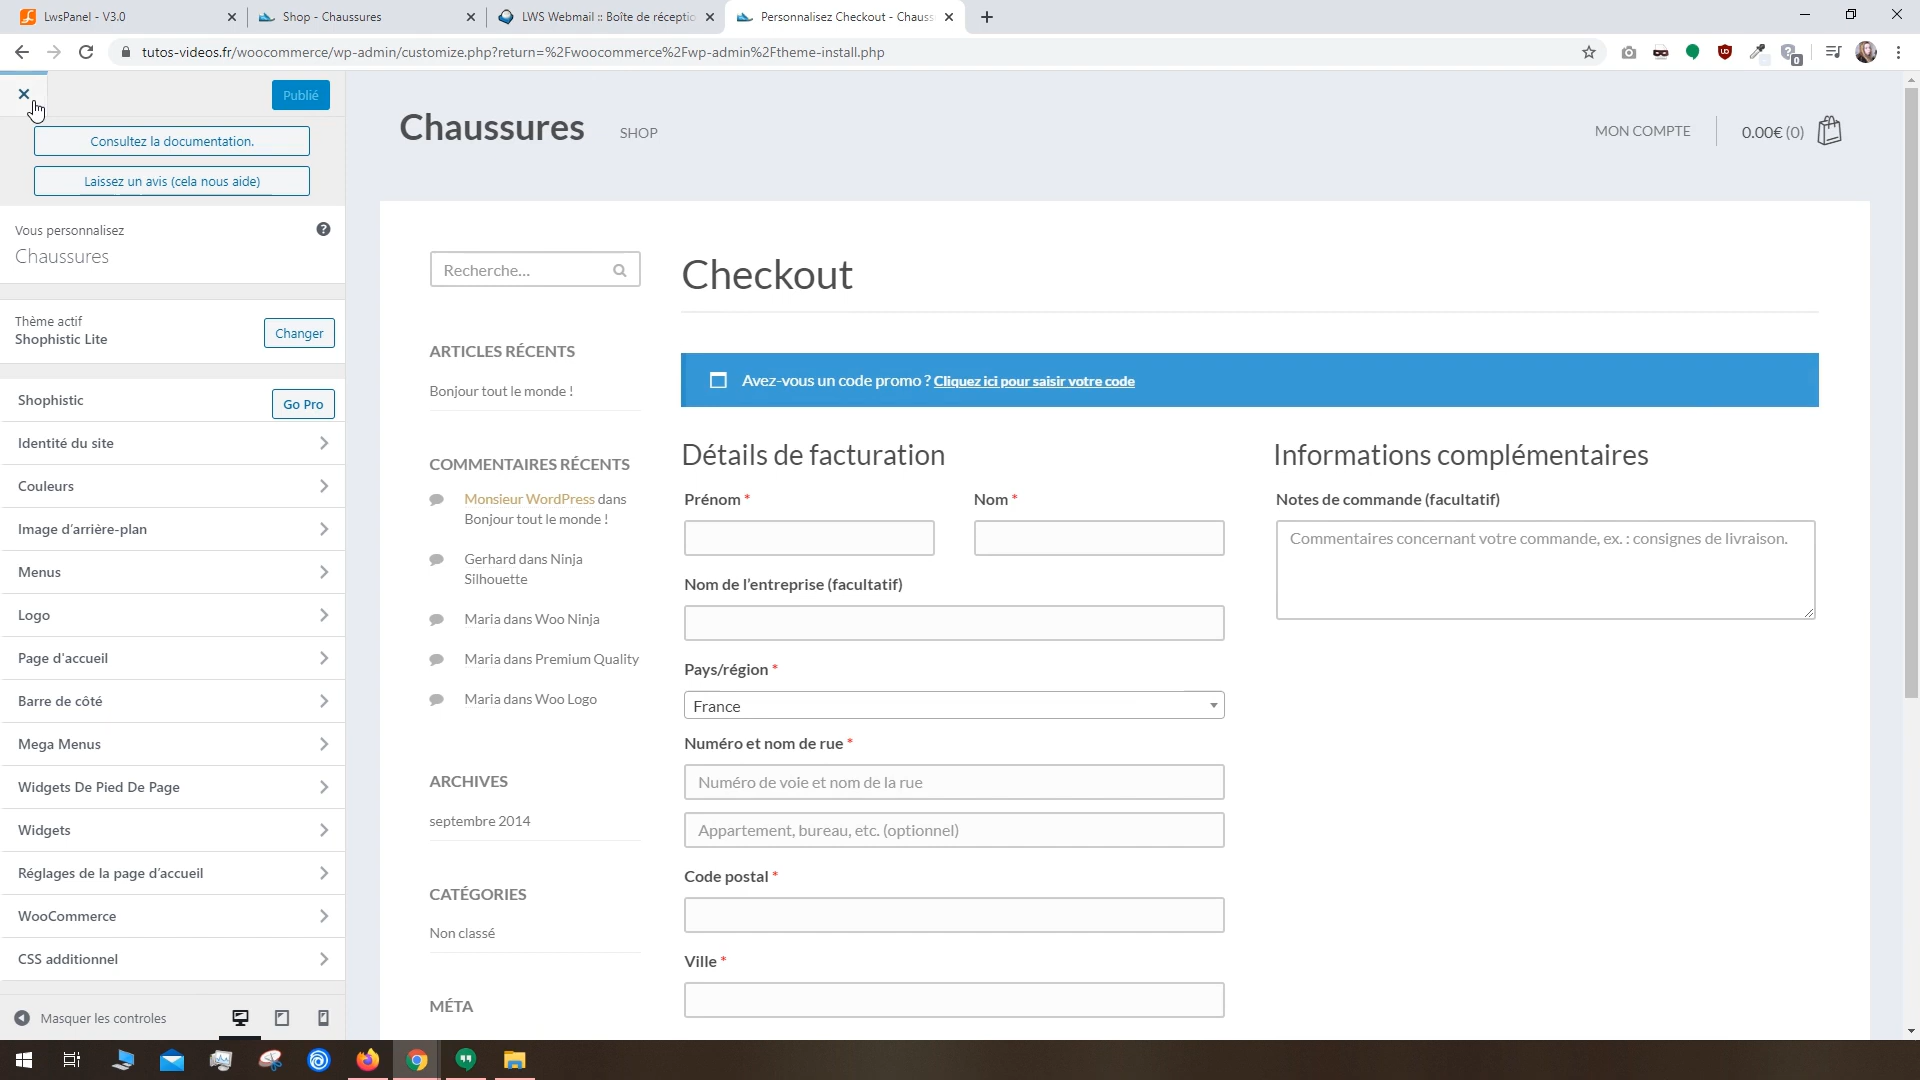 LwsPanel - V3.0
Shop - Chaussures
LWS Webmail :: Boîte de réceptio
Personnalisez Checkout - Chauss
tutos-videos.fr/woocommerce/wp-admin/customize.php?return=%2Fwoocommerce%2Fwp-admin%2Ftheme-install.php
0
Publié
Consultez la documentation.
Laissez un avis (cela nous aide)
Vous personnalisez
Chaussures
Thème actif
Shophistic Lite
Changer
Shophistic
Go Pro
Identité du site
Couleurs
Image d’arrière-plan
Menus
Logo
Page d'accueil
Barre de côté
Mega Menus
Widgets De Pied De Page
Widgets
Réglages de la page d’accueil
WooCommerce
CSS additionnel
Masquer les controles
Chaussures
SHOP
MON COMPTE
0.00€ (0)
Recherche...
ARTICLES RÉCENTS
Bonjour tout le monde !
COMMENTAIRES RÉCENTS
Monsieur WordPress dans
Bonjour tout le monde !
Gerhard dans Ninja
Silhouette
Maria dans Woo Ninja
Maria dans Premium Quality
Maria dans Woo Logo
ARCHIVES
septembre 2014
CATÉGORIES
Non classé
MÉTA
Checkout
Avez-vous un code promo ? Cliquez ici pour saisir votre code
Détails de facturation
Prénom *
Nom *
Nom de l’entreprise (facultatif)
Pays/région *
France
Numéro et nom de rue *
Numéro de voie et nom de la rue
Appartement, bureau, etc. (optionnel)
Code postal *
Ville *
Informations complémentaires
Notes de commande (facultatif)
Commentaires concernant votre commande, ex. : consignes de livraison.